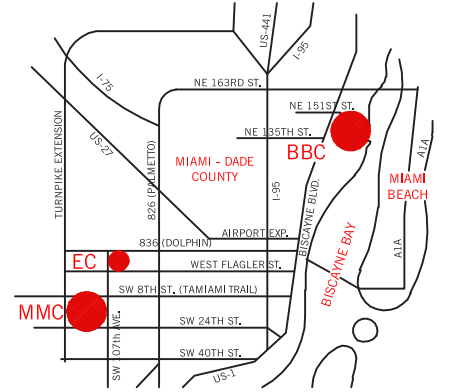 US-441
I-95
I-75
NE 163RD ST.
NE 151ST ST.
NE 135TH ST.
BBC
US-27
TURNPIKE EXTENSION
826 (PALMETTO)
MIAMI - DADE
COUNTY
I-95
BISCAYNE BLVD.
MIAMI
BEACH
A1A
A1A
BISCAYNE BAY
AIRPORT EXP.
836 (DOLPHIN)
EC
WEST FLAGLER ST.
SW 8TH ST. (TAMIAMI TRAIL)
MMC
SW 24TH ST.
SW 107th AVE.
SW 40TH ST.
US-1